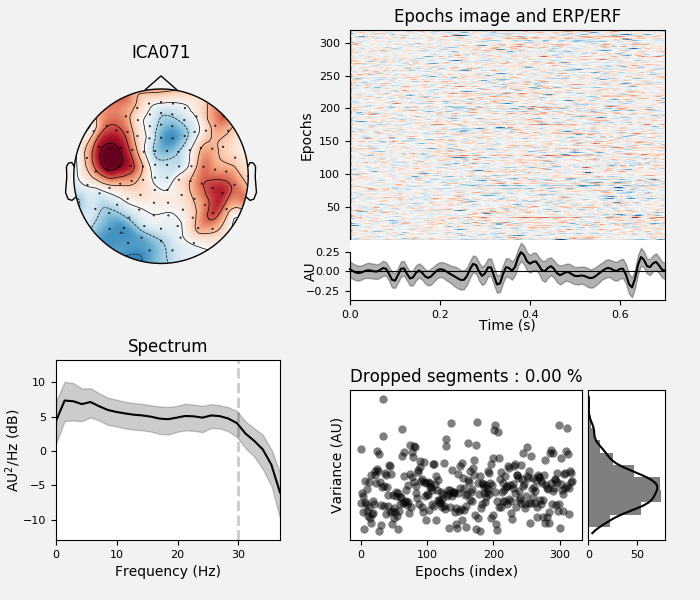 ICA071
Epochs image and ERP/ERF
Epochs
300
250
200
150
100
50
AU
0.25
0.00
−0.25
0.0
0.2
0.4
0.6
Time (s)
Spectrum
AU²/Hz (dB)
10
5
0
−5
−10
0
10
20
30
Frequency (Hz)
Dropped segments : 0.00 %
Variance (AU)
0
100
200
300
Epochs (index)
0
50